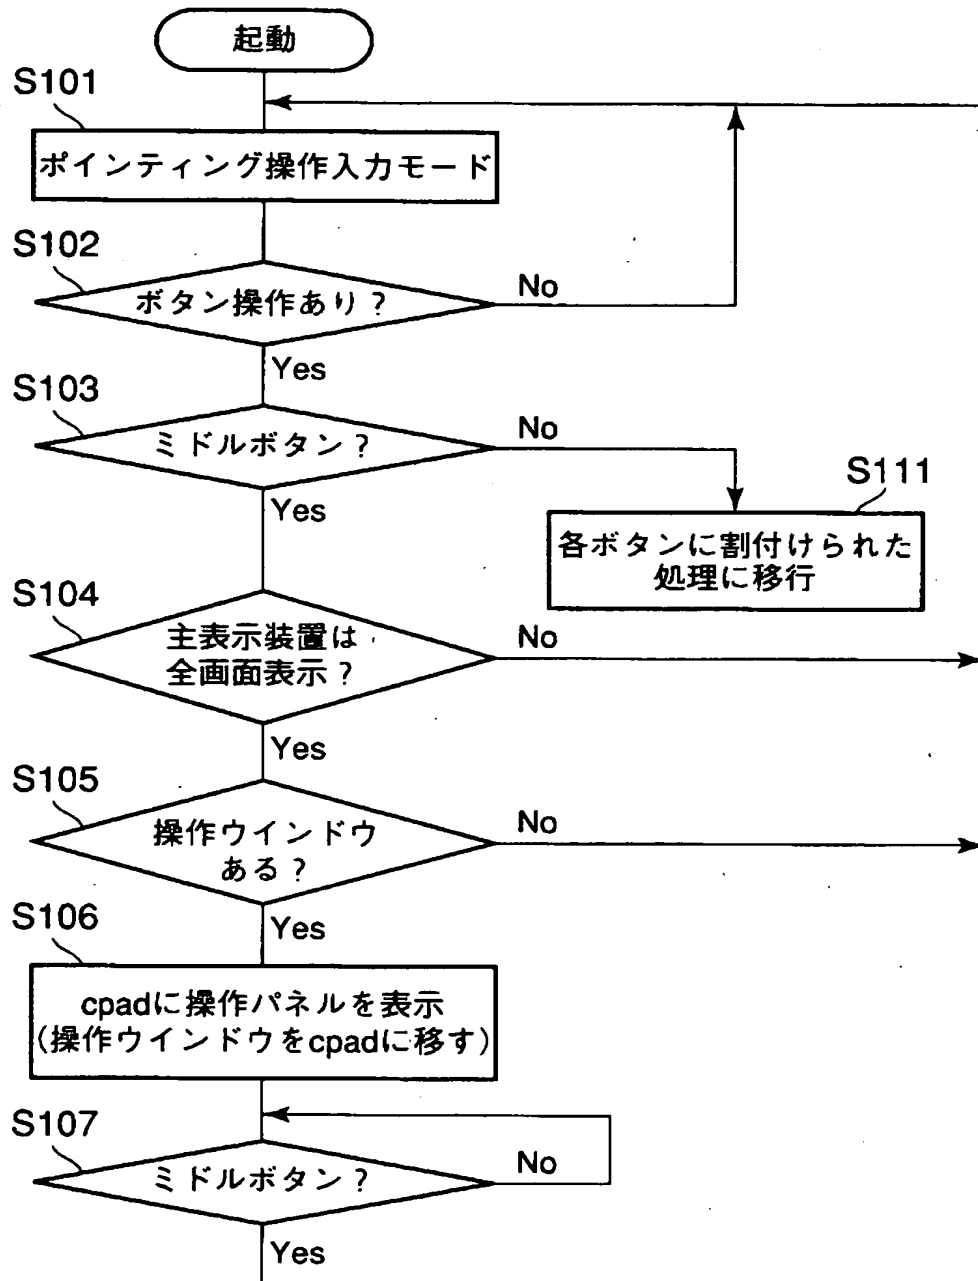 起動
S101
ポインティング操作入力モード
S102
ボタン操作あり?
No
Yes
S103
ミドルボタン?
No
Yes
S111
各ボタンに割付けられた
処理に移行
S104
主表示装置は
全画面表示?
No
Yes
S105
操作ウインドウ
ある?
No
Yes
S106
cpadに操作パネルを表示
(操作ウインドウをcpadに移す)
S107
ミドルボタン?
No
Yes